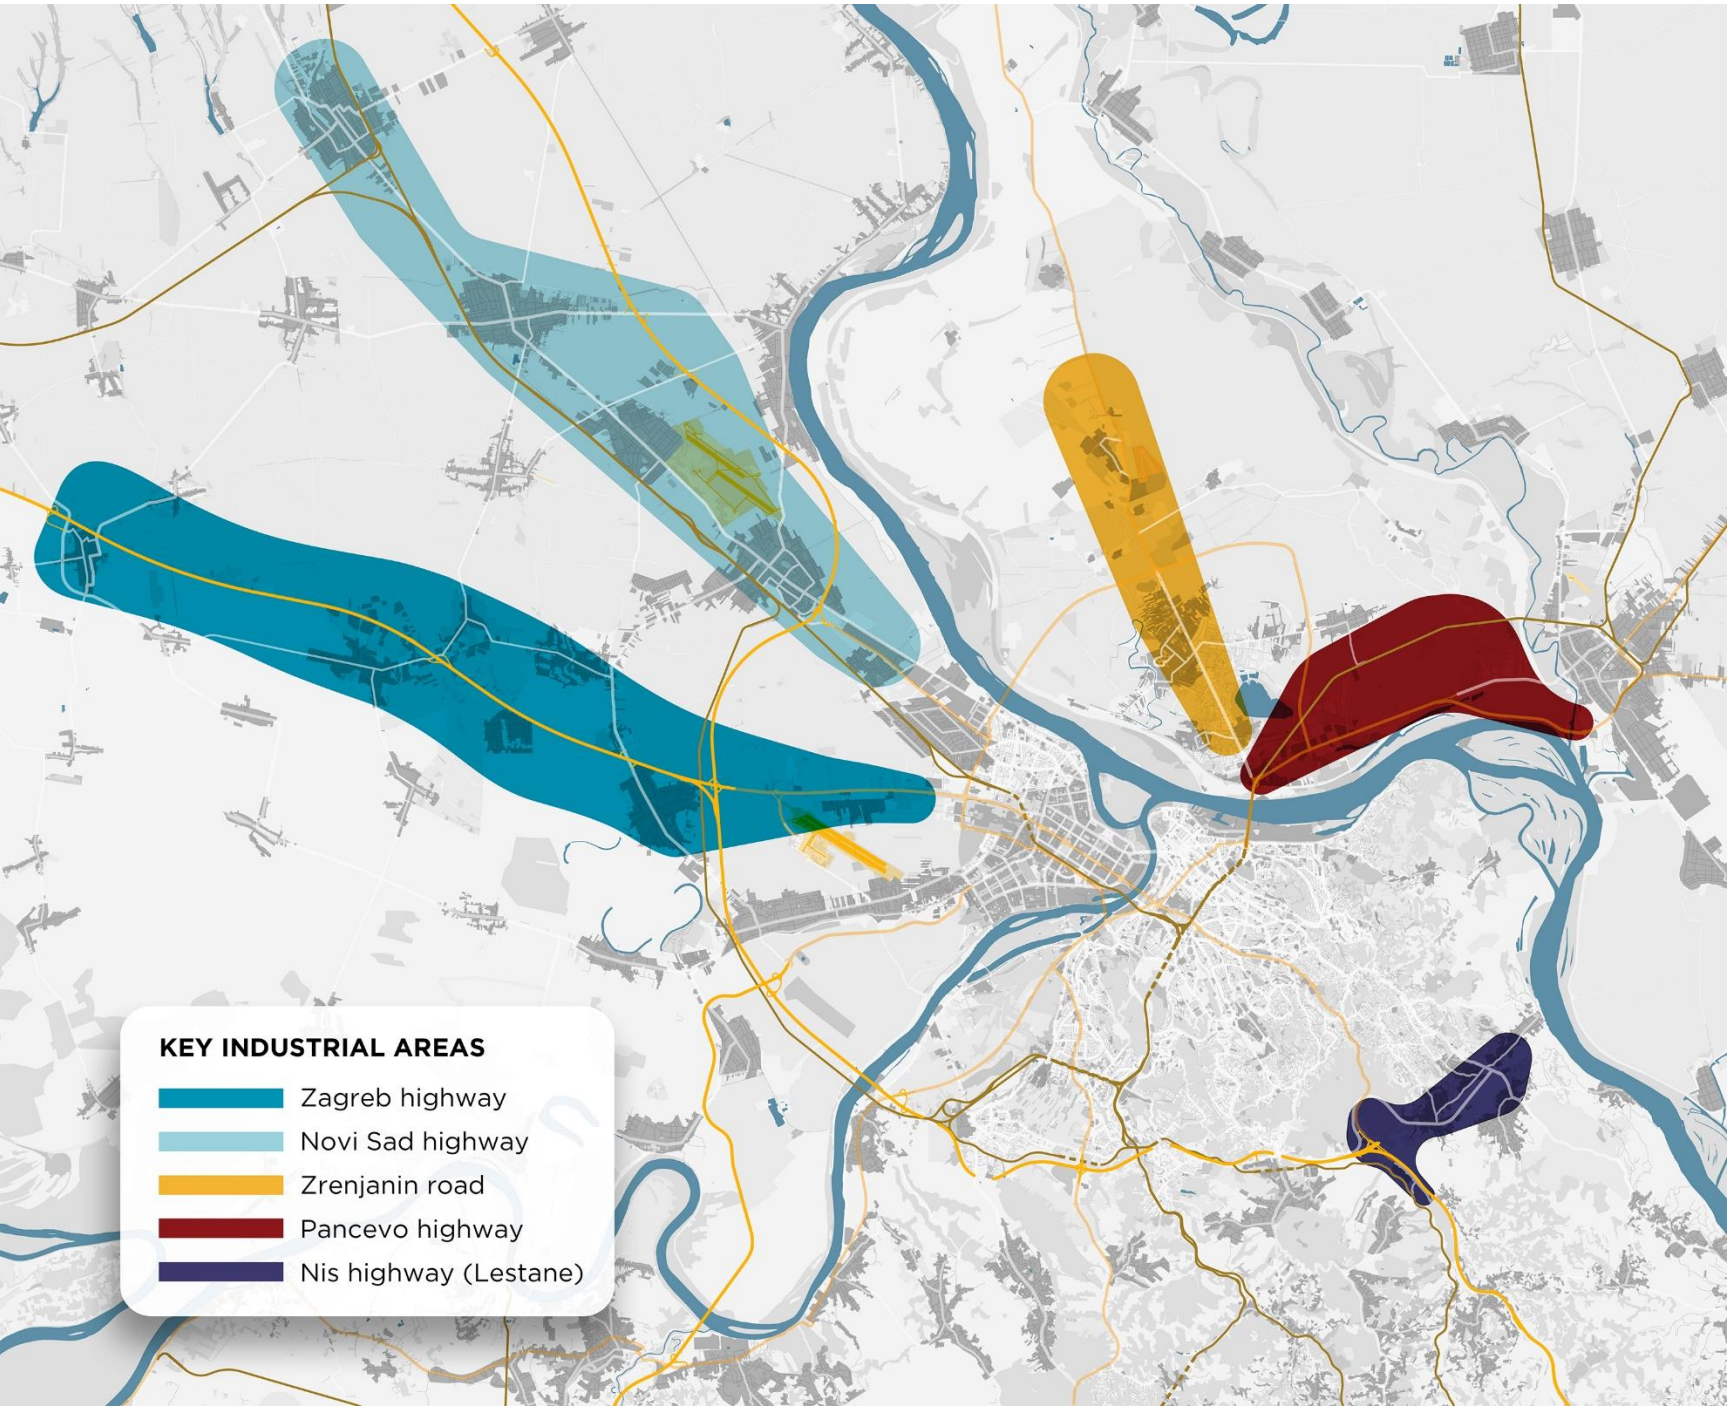 KEY INDUSTRIAL AREAS
Zagreb highway
Novi Sad highway
Zrenjanin road
Pancevo highway
Nis highway (Lestane)